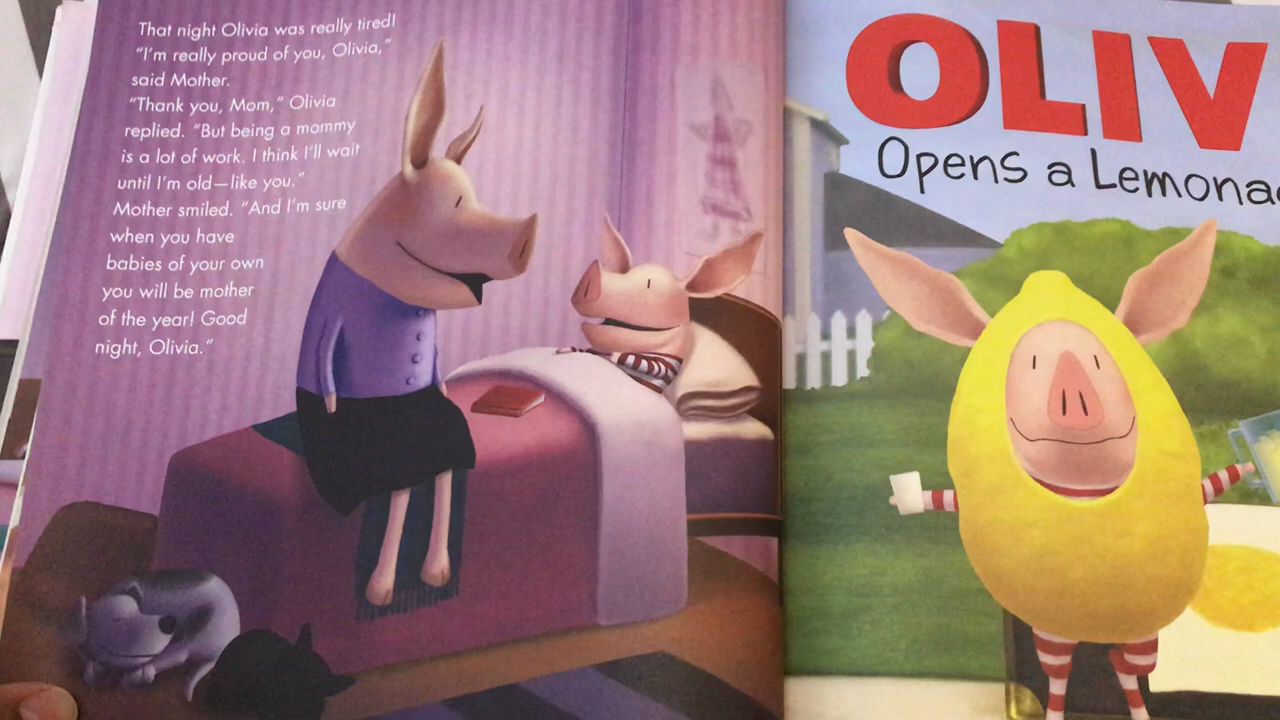 That night Olivia was really tired!
"I'm really proud of you, Olivia,"
said Mother.
"Thank you, Mom," Olivia
replied. "But being a mommy
is a lot of work. I think I'll wait
until I'm old—like you."
Mother smiled. "And I'm sure
when you have
babies of your own
you will be mother
of the year! Good
night, Olivia."
OLIV
Opens a Lemona